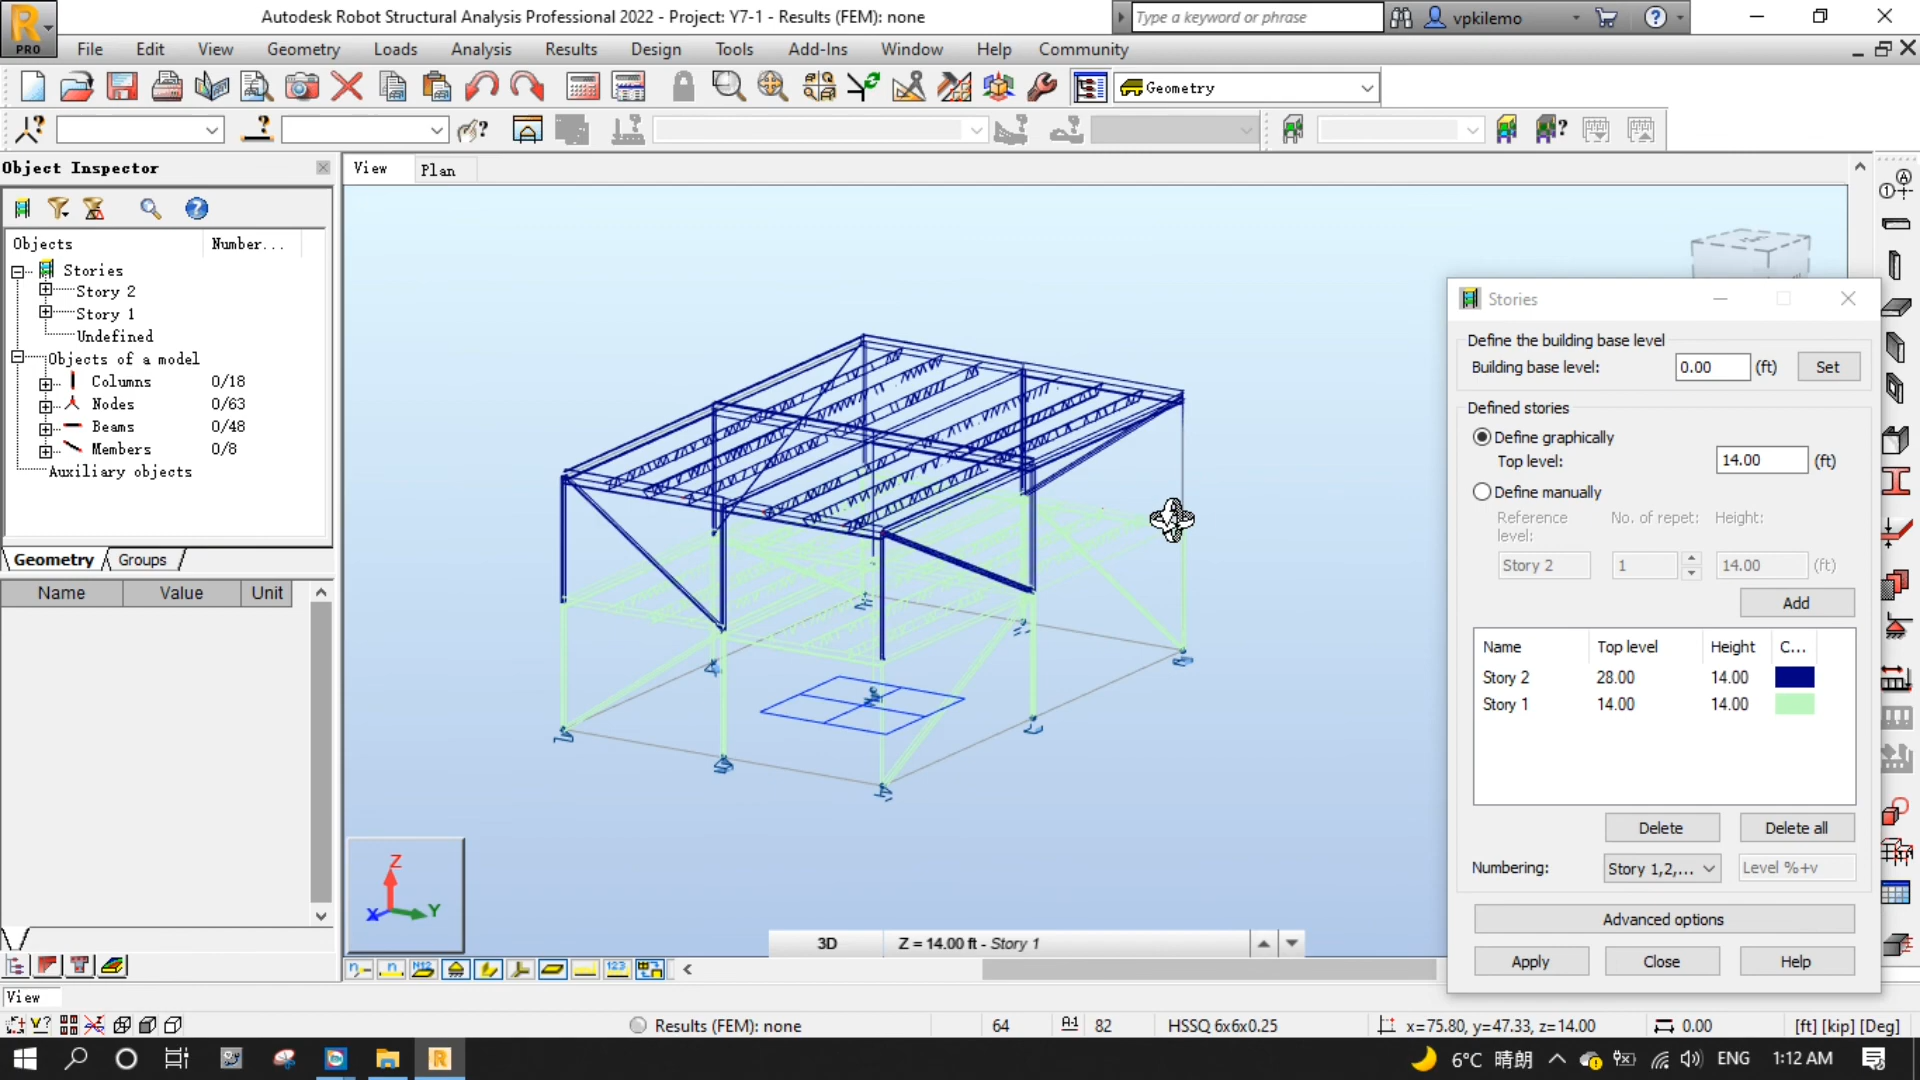 PRO
Autodesk Robot Structural Analysis Professional 2022 - Project: Y7-1 - Results (FEM): none
Type a keyword or phrase
vpkilemo
File Edit View Geometry Loads Analysis Results Design Tools Add-Ins Window Help Community
Geometry
Object Inspector
View Plan
Objects Number...
Stories
Story 2
Story 1
Undefined
Objects of a model
Columns 0/18
Nodes 0/63
Beams 0/48
Members 0/8
Auxiliary objects
Geometry Groups
Name Value Unit
Z
X Y
3D Z = 14.00 ft - Story 1
Stories
Define the building base level
Building base level: 0.00 (ft) Set
Defined stories
Define graphically
Top level: 14.00 (ft)
Define manually
Reference level: No. of repet: Height:
Story 2 1 14.00 (ft)
Add
Name Top level Height C...
Story 2 28.00 14.00
Story 1 14.00 14.00
Delete Delete all
Numbering: Story 1,2,... Level %+v
Advanced options
Apply Close Help
View
Results (FEM): none 64 82 HSSQ 6x6x0.25 x=75.80, y=47.33, z=14.00 0.00 [ft] [kip] [Deg]
6°C 晴朗 ENG 1:12 AM